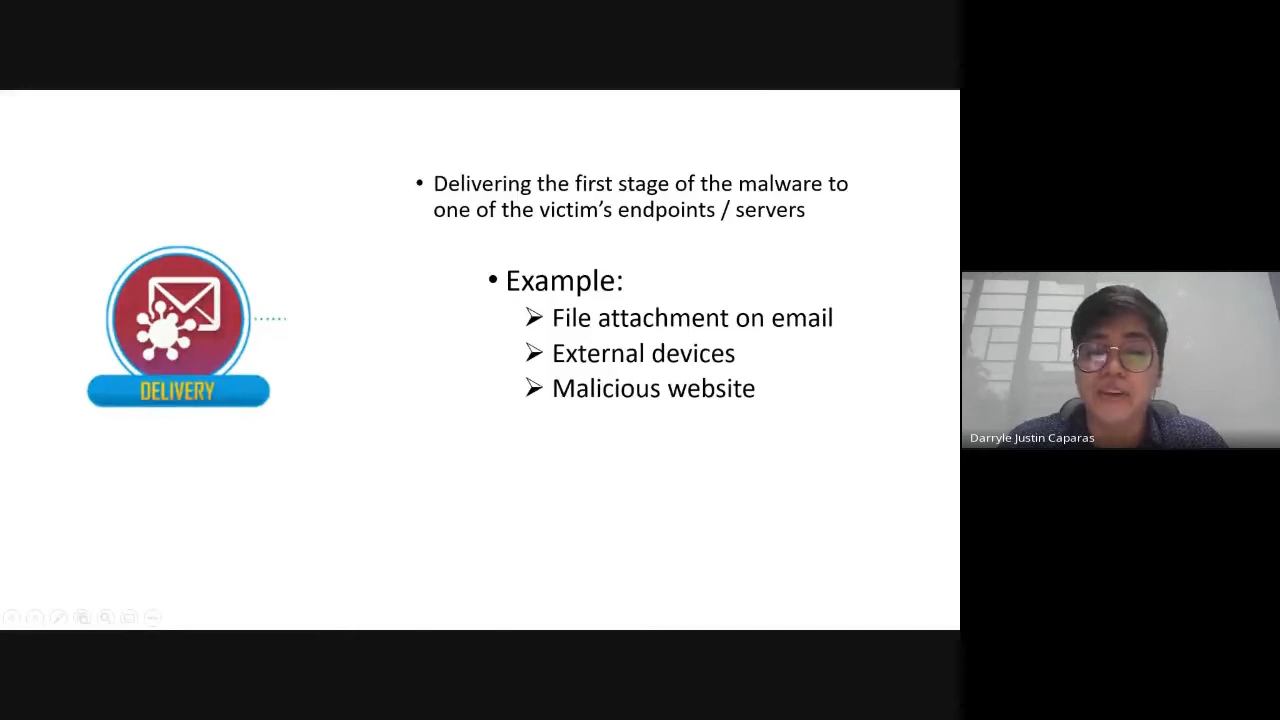 • Delivering the first stage of the malware to
one of the victim’s endpoints / servers
• Example:
➢ File attachment on email
➢ External devices
➢ Malicious website
DELIVERY
Darryle Justin Caparas